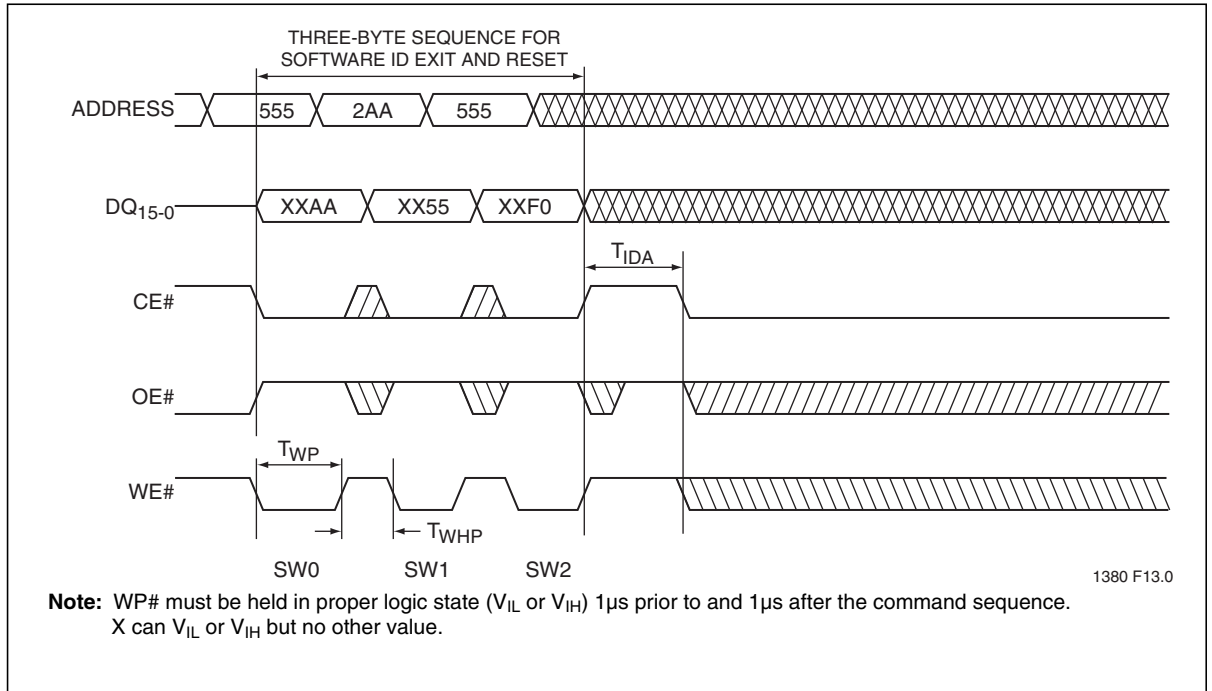 THREE-BYTE SEQUENCE FOR
SOFTWARE ID EXIT AND RESET
ADDRESS 555 2AA 555
DQ15-0 XXAA XX55 XXF0
TIDA
CE#
OE#
TWP
WE#
TWHP
SW0 SW1 SW2
1380 F13.0
Note: WP# must be held in proper logic state (VIL or VIH) 1µs prior to and 1µs after the command sequence.
X can VIL or VIH but no other value.